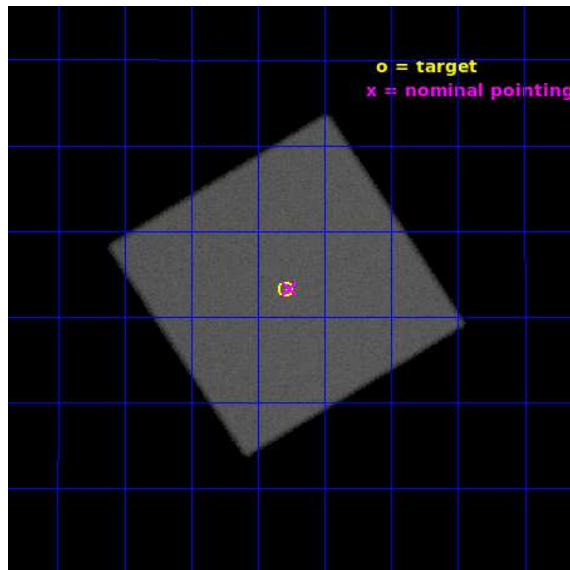 o = target
x = nominal pointing